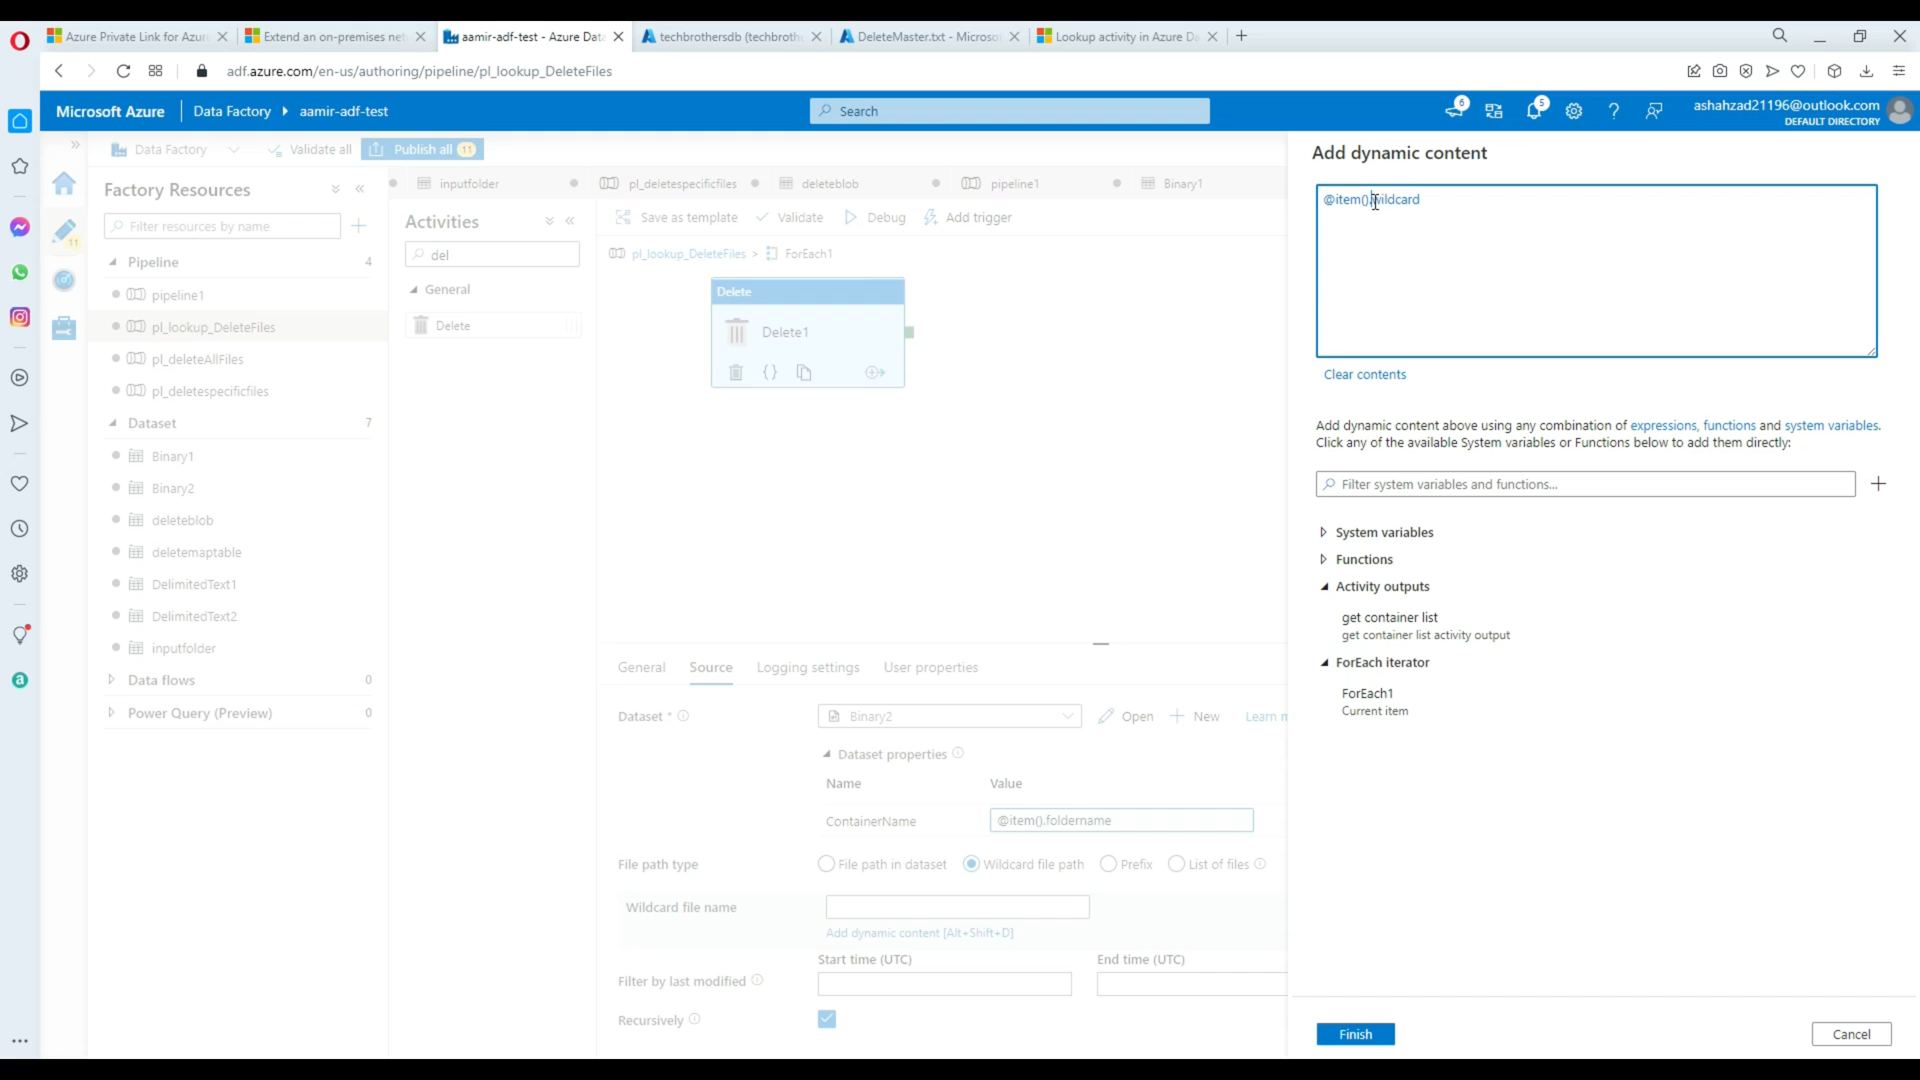 Azure Private Link for Azur
Extend an on-premises net
aamir-adf-test - Azure Data
techbrothersdb (techbroth
DeleteMaster.txt - Microsof
Lookup activity in Azure Da
adf.azure.com/en-us/authoring/pipeline/pl_lookup_DeleteFiles
Microsoft Azure
Data Factory
aamir-adf-test
Search
6
5
ashahzad21196@outlook.com
DEFAULT DIRECTORY
Data Factory
Validate all
Publish all 11
Factory Resources
Filter resources by name
Pipeline 4
pipeline1
pl_lookup_DeleteFiles
pl_deleteAllFiles
pl_deletespecificfiles
Dataset 7
Binary1
Binary2
deleteblob
deletemaptable
DelimitedText1
DelimitedText2
inputfolder
Data flows 0
Power Query (Preview) 0
11
inputfolder
pl_deletespecificfiles
deleteblob
pipeline1
Binary1
Activities
del
General
Delete
Save as template
Validate
Debug
Add trigger
pl_lookup_DeleteFiles > ForEach1
Delete
Delete1
{}
General
Source
Logging settings
User properties
Dataset *
Binary2
Open
New
Learn m
Dataset properties
Name
Value
ContainerName
@item().foldername
File path type
File path in dataset
Wildcard file path
Prefix
List of files
Wildcard file name
Add dynamic content [Alt+Shift+D]
Start time (UTC)
End time (UTC)
Filter by last modified
Recursively
Add dynamic content
@item().wildcard
Clear contents
Add dynamic content above using any combination of expressions, functions and system variables.
Click any of the available System variables or Functions below to add them directly:
Filter system variables and functions...
System variables
Functions
Activity outputs
get container list
get container list activity output
ForEach iterator
ForEach1
Current item
Finish
Cancel